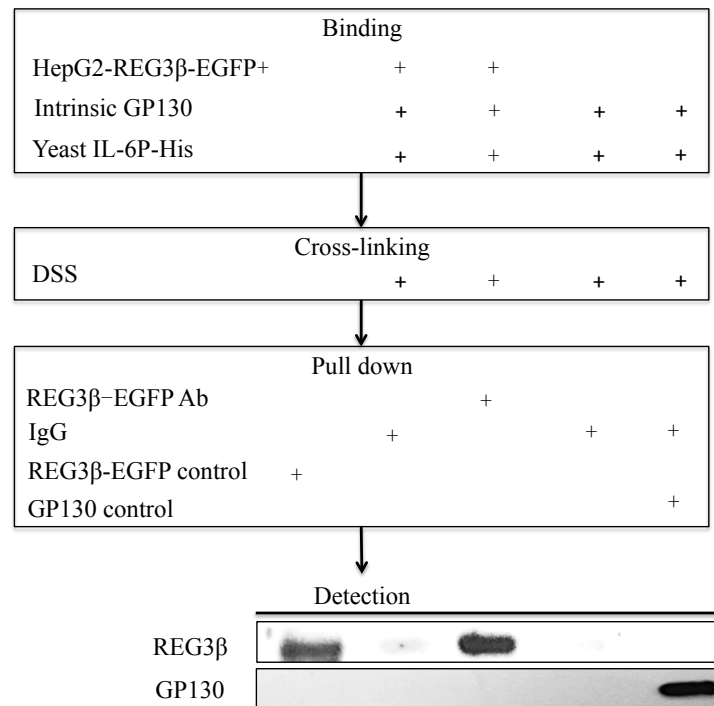 Binding
HepG2-REG3β-EGFP+ + +
Intrinsic GP130 + + + +
Yeast IL-6P-His + + + +
Cross-linking
DSS + + + +
Pull down
REG3β−EGFP Ab +
IgG + + +
REG3β-EGFP control +
GP130 control +
Detection
REG3β
GP130